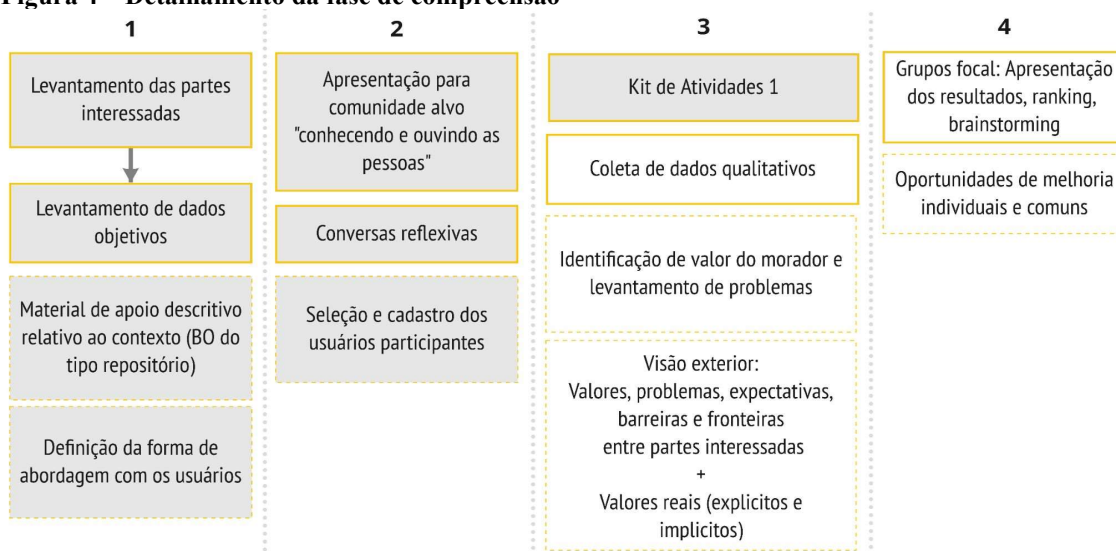 Figura 4 – Detalhamento da fase de compreensão
1
Levantamento das partes
interessadas
Levantamento de dados
objetivos
Material de apoio descritivo
relativo ao contexto (BO do
tipo repositório)
Definição da forma de
abordagem com os usuários
2
Apresentação para
comunidade alvo
"conhecendo e ouvindo as
pessoas"
Conversas reflexivas
Seleção e cadastro dos
usuários participantes
3
Kit de Atividades 1
Coleta de dados qualitativos
Identificação de valor do morador e
levantamento de problemas
Visão exterior:
Valores, problemas, expectativas,
barreiras e fronteiras
entre partes interessadas
+
Valores reais (explicitos e
implicitos)
4
Grupos focal: Apresentação
dos resultados, ranking,
brainstorming
Oportunidades de melhoria
individuais e comuns